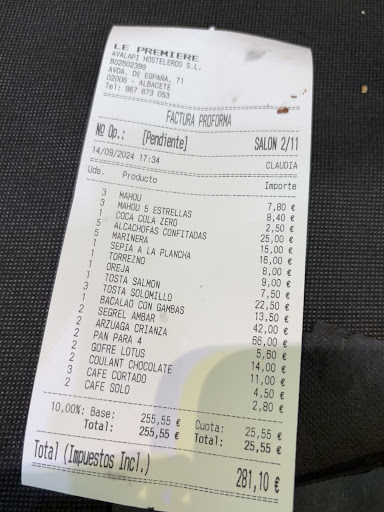 LE PREMIERE
AVALAPI HOSTELEROS S.L.
B02602399
AVDA. DE ESPAÑA, 71
02006 - ALBACETE
Tel: 967 673 053
FACTURA PROFORMA
Nº Op.: [Pendiente] SALON 2/11
14/09/2024 17:34 CLAUDIA
Uds. Producto Importe
3 MAHOU 7,80 €
3 MAHOU 5 ESTRELLAS 8,40 €
1 COCA COLA ZERO 2,50 €
5 ALCACHOFAS CONFITADAS 25,00 €
5 MARINERA 15,00 €
1 SEPIA A LA PLANCHA 16,00 €
1 TORREZNO 8,00 €
1 OREJA 9,00 €
1 TOSTA SALMON 7,50 €
3 TOSTA SOLOMILLO 22,50 €
1 BACALAO CON GAMBAS 13,50 €
2 SEGREL AMBAR 42,00 €
2 ARZUAGA CRIANZA 66,00 €
2 PAN PARA 4 5,60 €
2 GOFRE LOTUS 14,00 €
2 COULANT CHOCOLATE 11,00 €
3 CAFE CORTADO 4,50 €
2 CAFE SOLO 2,80 €
10,00%: Base: 255,55 € Cuota: 25,55 €
Total: 255,55 € Total: 25,55 €
Total (Impuestos Incl.) 281,10 €